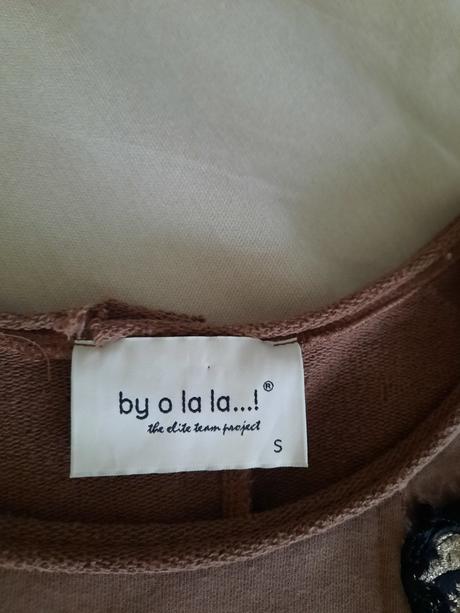 by o la la...!®
the elite team project
S